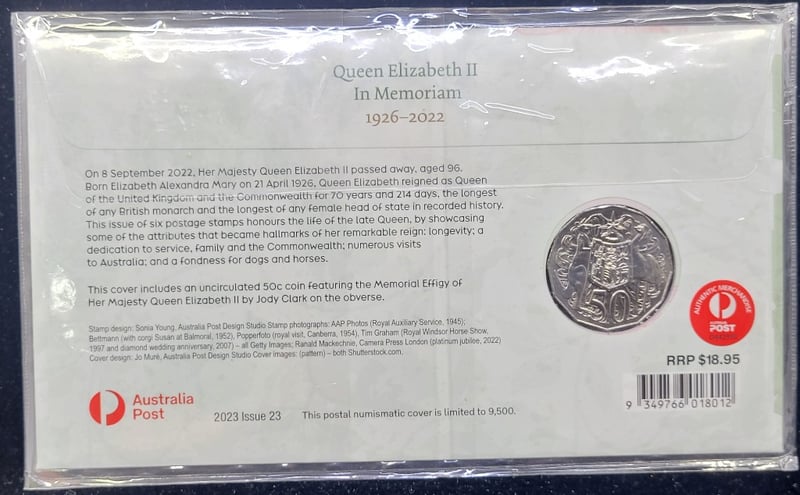 Queen Elizabeth II
In Memoriam
1926–2022
On 8 September 2022, Her Majesty Queen Elizabeth II passed away, aged 96.
Born Elizabeth Alexandra Mary on 21 April 1926, Queen Elizabeth reigned as Queen
of the United Kingdom and the Commonwealth for 70 years and 214 days, the longest
of any British monarch and the longest of any female head of state in recorded history.
This issue of six postage stamps honours the life of the late Queen, by showcasing
some of the attributes that became hallmarks of her remarkable reign: longevity; a
dedication to service, family and the Commonwealth; numerous visits
to Australia; and a fondness for dogs and horses.
This cover includes an uncirculated 50c coin featuring the Memorial Effigy of
Her Majesty Queen Elizabeth II by Jody Clark on the obverse.
Stamp design: Sonia Young, Australia Post Design Studio Stamp photographs: AAP Photos (Royal Auxiliary Service, 1945);
Bettmann (with corgi Susan at Balmoral, 1952), Popperfoto (royal visit, Canberra, 1954), Tim Graham (Royal Windsor Horse Show,
1997 and diamond wedding anniversary, 2007) – all Getty Images; Ranald Mackechnie, Camera Press London (platinum jubilee, 2022)
Cover design: Jo Muré, Australia Post Design Studio Cover images: (pattern) – both Shutterstock.com.
50
AUTHENTIC MERCHANDISE
POST
RRP $18.95
9 349766 018012
Australia
Post
2023 Issue 23
This postal numismatic cover is limited to 9,500.